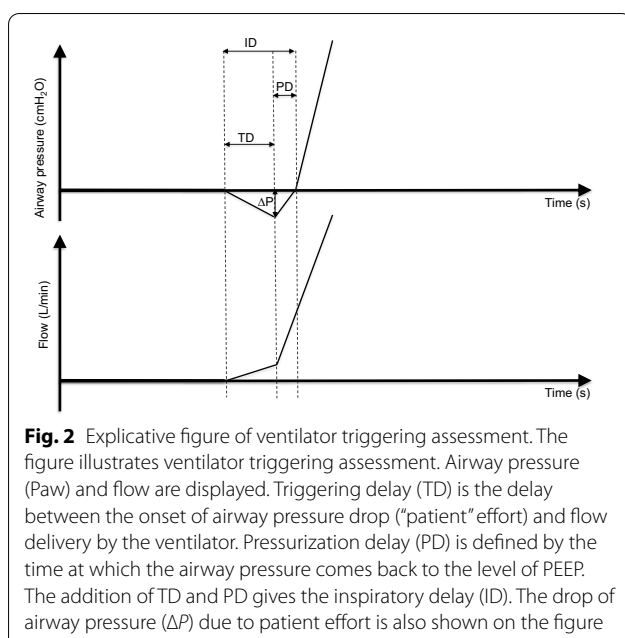 ID
PD
TD
ΔP
Airway pressure (cmH₂O)
Time (s)
Flow (L/min)
Time (s)
Fig. 2 Explicative figure of ventilator triggering assessment. The
figure illustrates ventilator triggering assessment. Airway pressure
(Paw) and flow are displayed. Triggering delay (TD) is the delay
between the onset of airway pressure drop (“patient” effort) and flow
delivery by the ventilator. Pressurization delay (PD) is defined by the
time at which the airway pressure comes back to the level of PEEP.
The addition of TD and PD gives the inspiratory delay (ID). The drop of
airway pressure (ΔP) due to patient effort is also shown on the figure